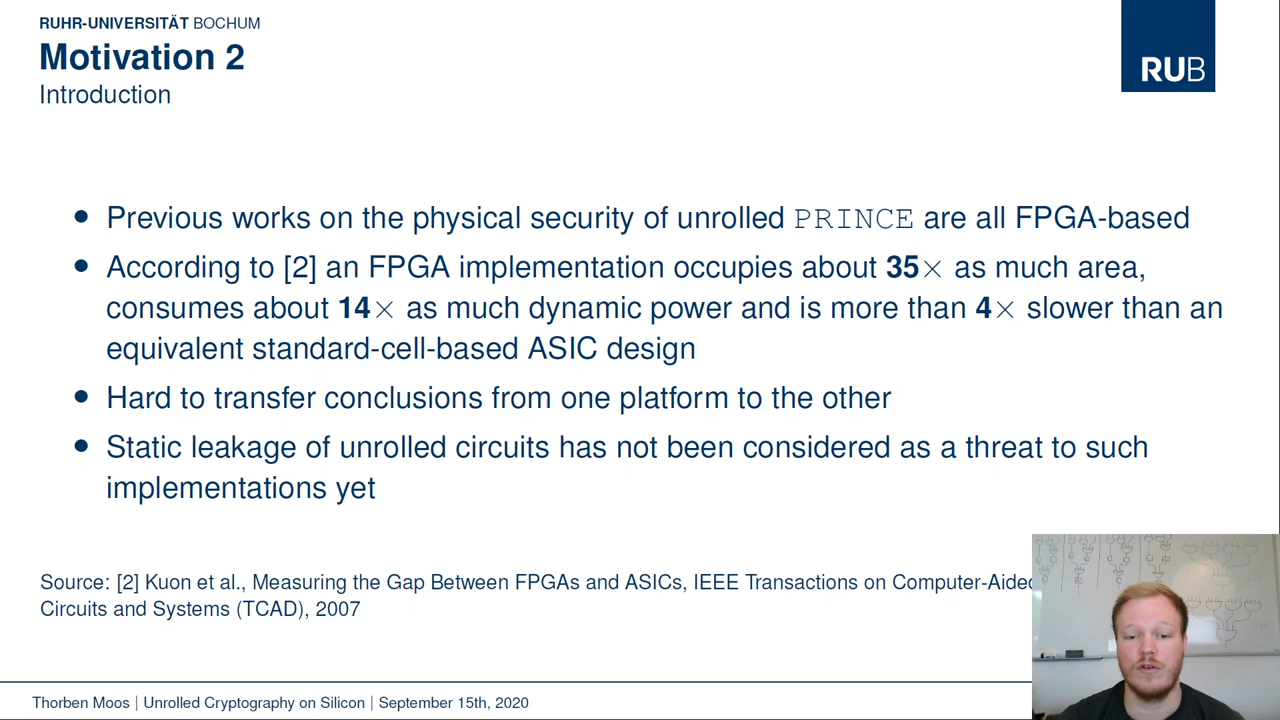 RUHR-UNIVERSITÄT BOCHUM
Motivation 2
Introduction
RUB
• Previous works on the physical security of unrolled PRINCE are all FPGA-based
• According to [2] an FPGA implementation occupies about 35× as much area,
consumes about 14× as much dynamic power and is more than 4× slower than an
equivalent standard-cell-based ASIC design
• Hard to transfer conclusions from one platform to the other
• Static leakage of unrolled circuits has not been considered as a threat to such
implementations yet
Source: [2] Kuon et al., Measuring the Gap Between FPGAs and ASICs, IEEE Transactions on Computer-Aided
Circuits and Systems (TCAD), 2007
Thorben Moos | Unrolled Cryptography on Silicon | September 15th, 2020